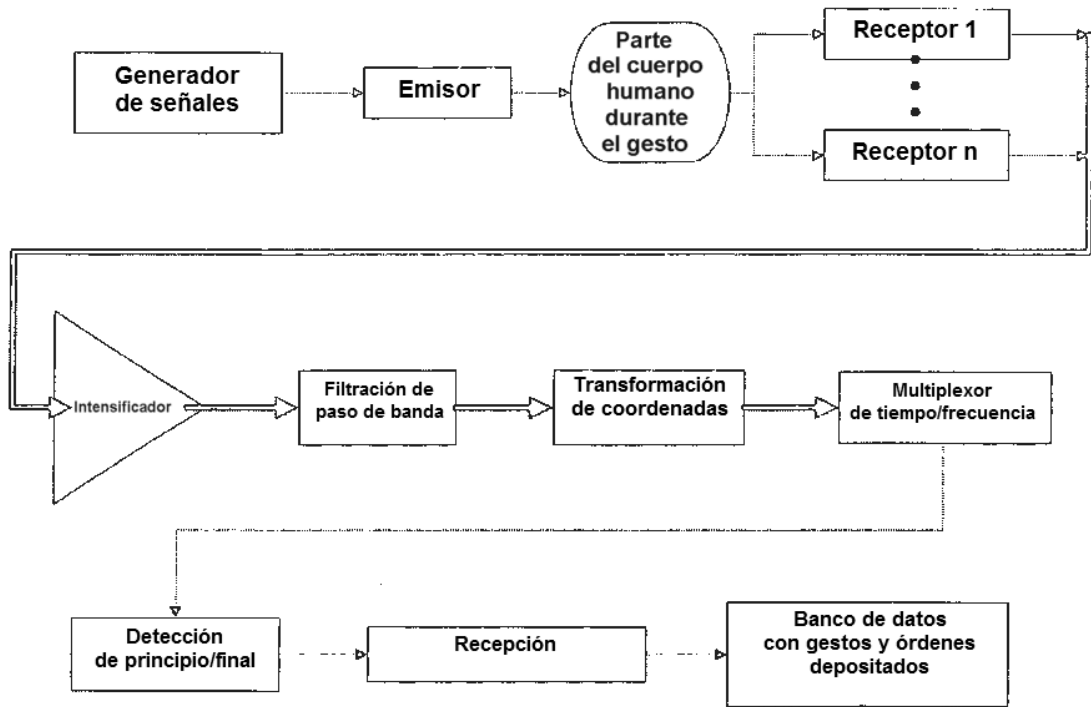 Generador
de señales
Emisor
Parte
del cuerpo
humano
durante
el gesto
Receptor 1
Receptor n
Intensificador
Filtración de
paso de banda
Transformación
de coordenadas
Multiplexor
de tiempo/frecuencia
Detección
de principio/final
Recepción
Banco de datos
con gestos y órdenes
depositados